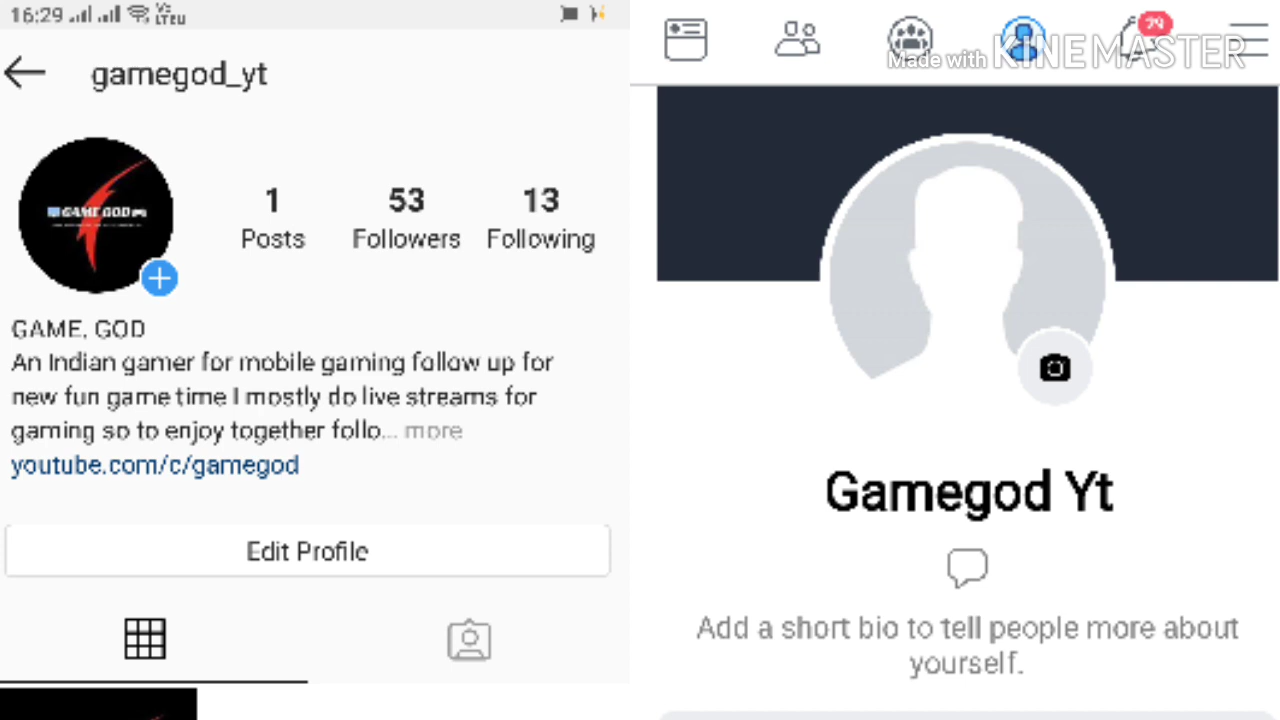 16:29
VoLTE
gamegod_yt
GAME GOD
1
Posts
53
Followers
13
Following
GAME. GOD
An Indian gamer for mobile gaming follow up for
new fun game time I mostly do live streams for
gaming so to enjoy together follo... more
youtube.com/c/gamegod
Edit Profile
29
Made with KINEMASTER
Gamegod Yt
Add a short bio to tell people more about
yourself.